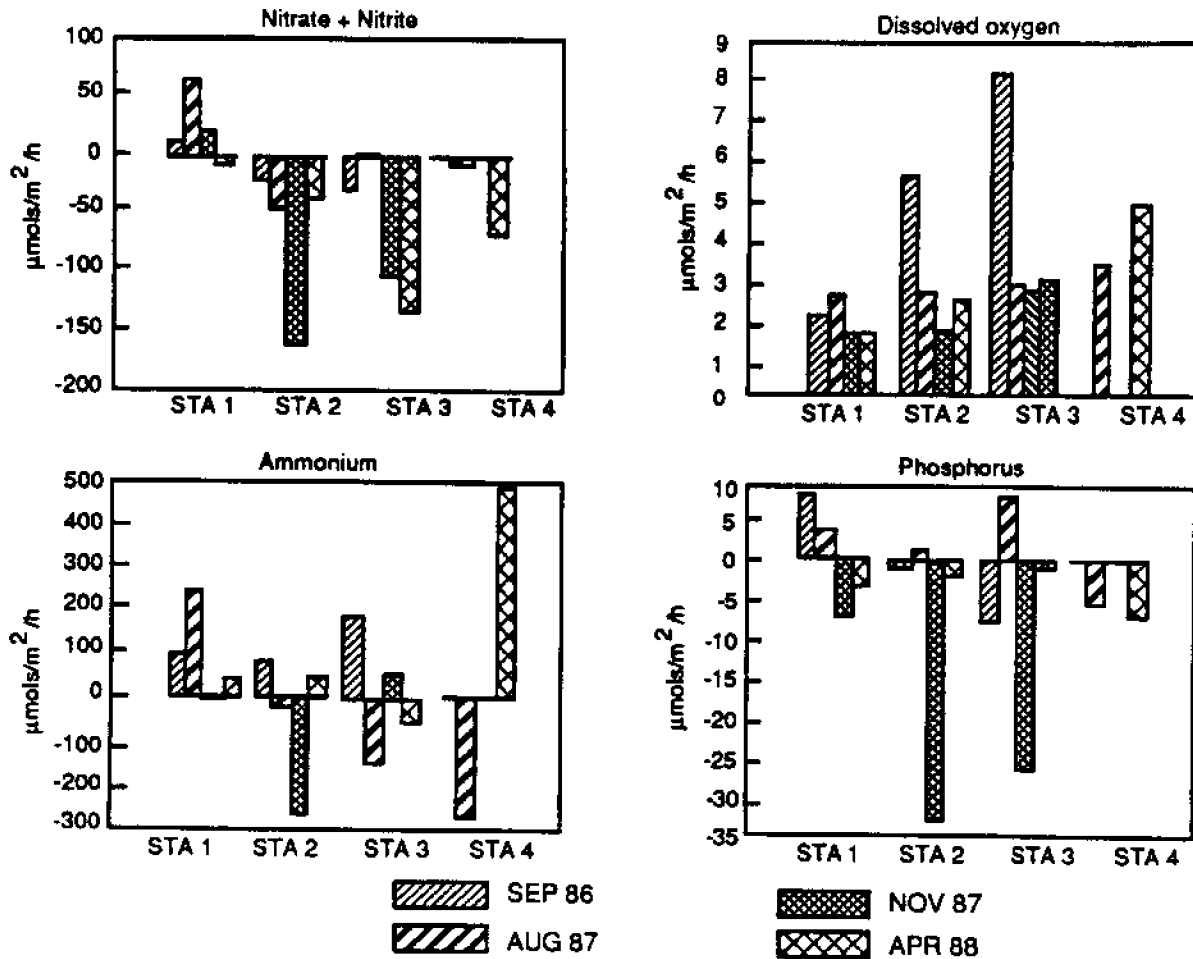 Nitrate + Nitrite
100
50
0
-50
-100
-150
-200
µmols/m²/h
STA 1 STA 2 STA 3 STA 4
Dissolved oxygen
9
8
7
6
5
4
3
2
1
0
µmols/m²/h
STA 1 STA 2 STA 3 STA 4
Ammonium
500
400
300
200
100
0
-100
-200
-300
µmols/m²/h
STA 1 STA 2 STA 3 STA 4
Phosphorus
10
5
0
-5
-10
-15
-20
-25
-30
-35
µmols/m²/h
STA 1 STA 2 STA 3 STA 4
SEP 86
AUG 87
NOV 87
APR 88